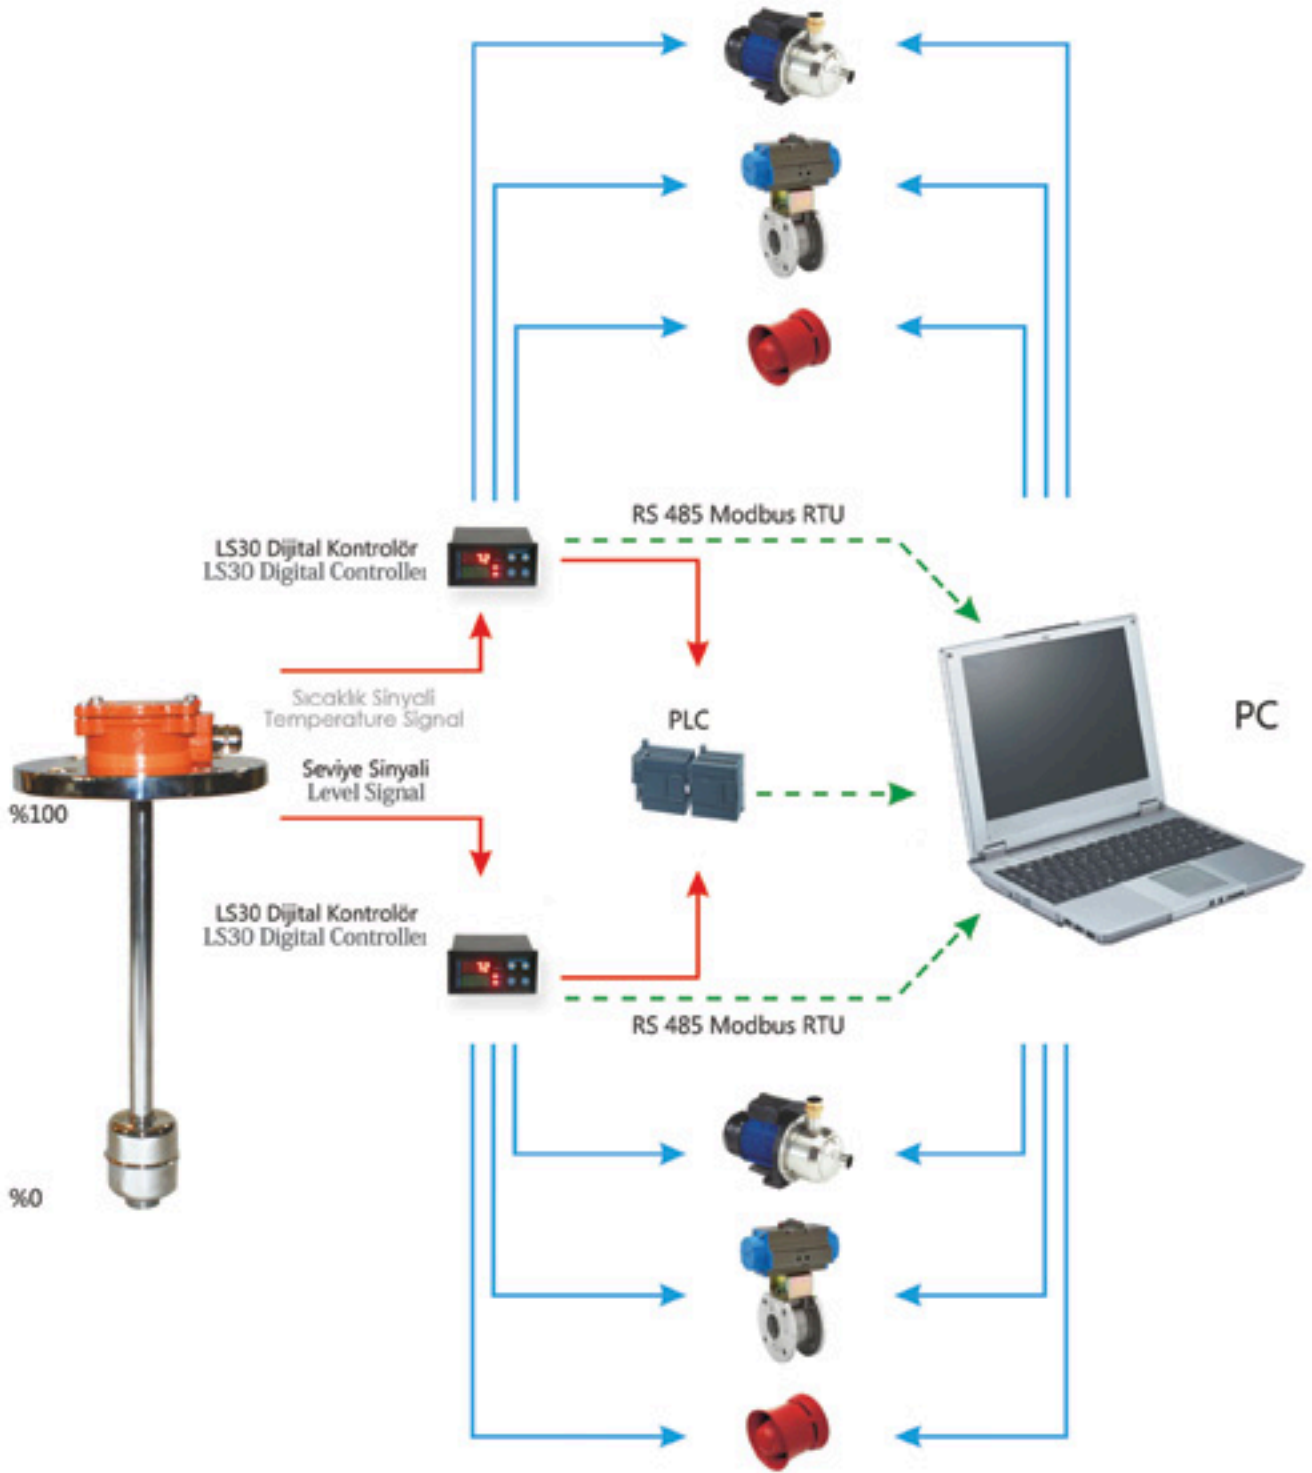 RS 485 Modbus RTU
LS30 Dijital Kontrolör
LS30 Digital Controller
Sıcaklık Sinyali
Temperature Signal
PLC
PC
Seviye Sinyali
Level Signal
%100
LS30 Dijital Kontrolör
LS30 Digital Controller
RS 485 Modbus RTU
%0